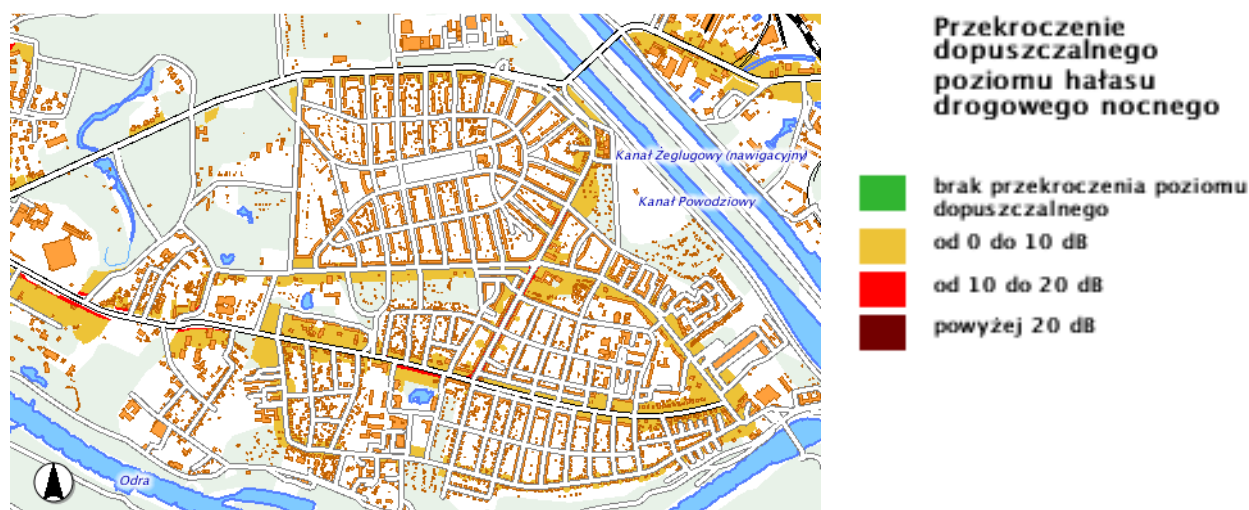 Kanał Żeglugowy (nawigacyjny)
Kanał Powodziowy
Odra
Przekroczenie
dopuszczalnego
poziomu hałasu
drogowego nocnego
brak przekroczenia poziomu
dopuszczalnego
od 0 do 10 dB
od 10 do 20 dB
powyżej 20 dB